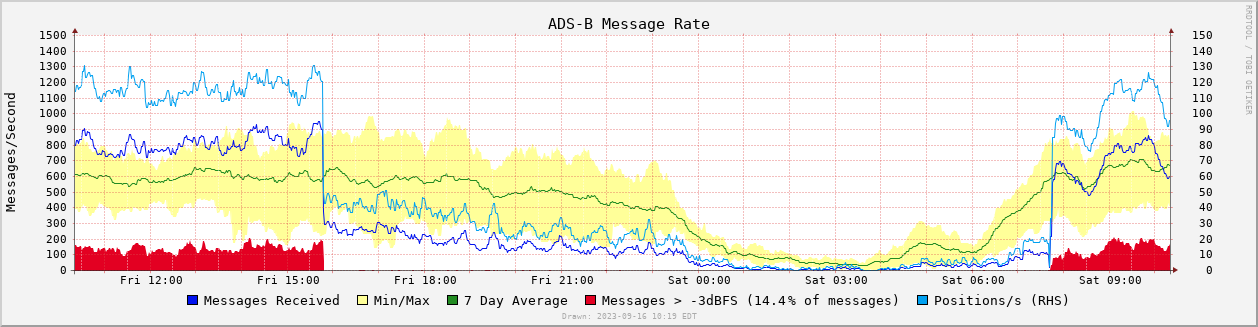 ADS-B Message Rate
RRDTOOL / TOBI OETIKER
Messages/Second
1500 150
1400 140
1300 130
1200 120
1100 110
1000 100
900 90
800 80
700 70
600 60
500 50
400 40
300 30
200 20
100 10
0 0
Fri 12:00 Fri 15:00 Fri 18:00 Fri 21:00 Sat 00:00 Sat 03:00 Sat 06:00 Sat 09:00
Messages Received Min/Max 7 Day Average Messages > -3dBFS (14.4% of messages) Positions/s (RHS)
Drawn: 2023-09-16 10:19 EDT